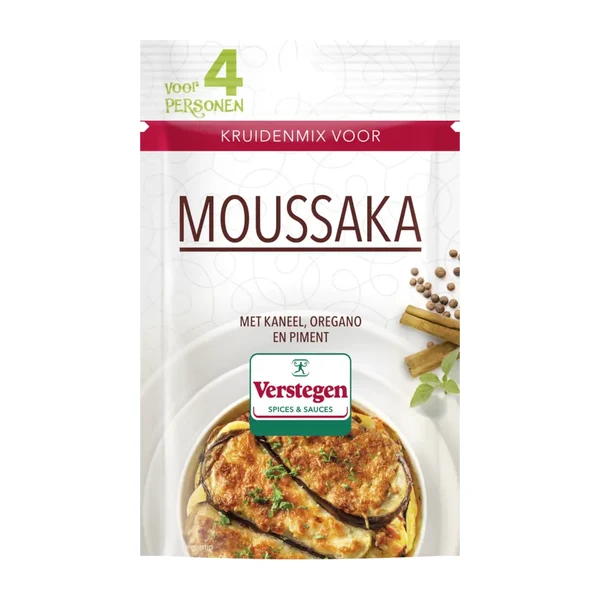 voor 4
PERSONEN
KRUIDENMIX VOOR
MOUSSAKA
MET KANEEL, OREGANO
EN PIMENT
Verstegen
SPICES & SAUCES